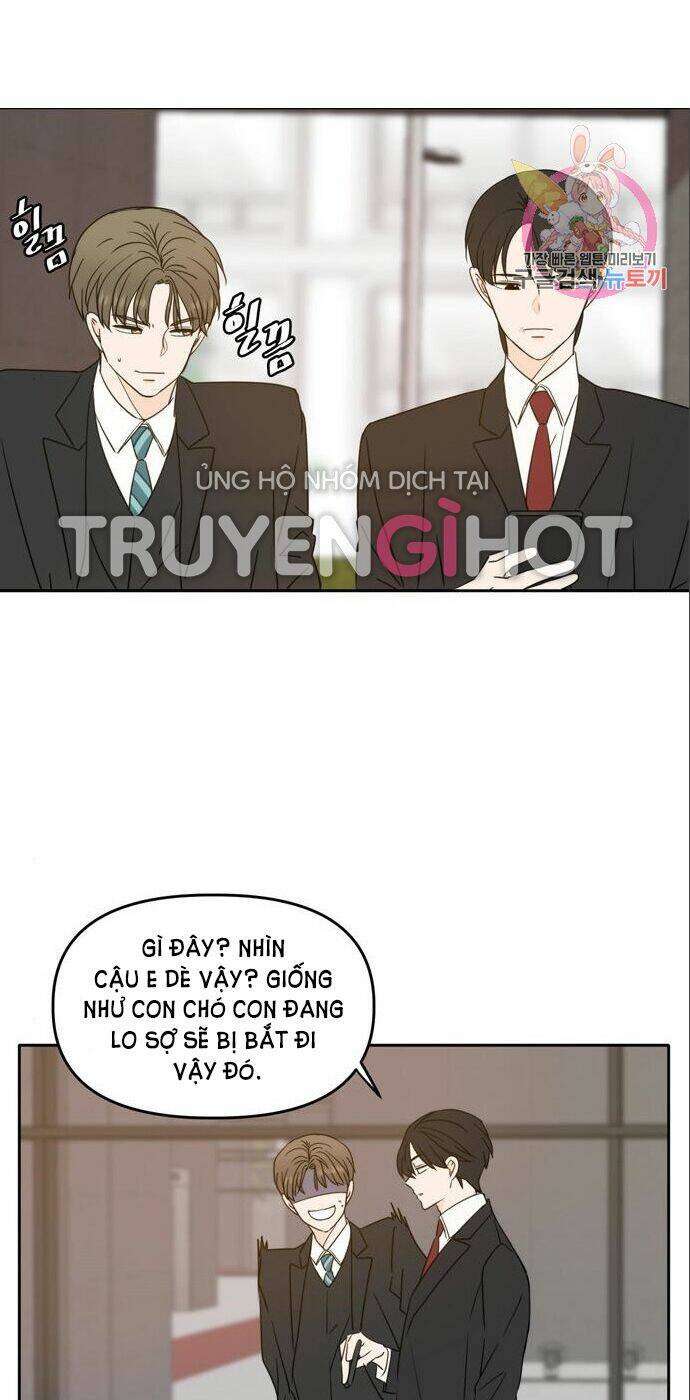 힐끔
힐끔
가장 빠른 웹툰 미리보기
구글검색 뉴토끼
ỦNG HỘ NHÓM DỊCH TẠI
TRUYENGÌHOT
GÌ ĐÂY? NHÌN
CẬU E DÈ VẬY? GIỐNG
NHƯ CON CHÓ CON ĐANG
LO SỢ SẼ BỊ BẮT ĐI
VẬY ĐÓ.